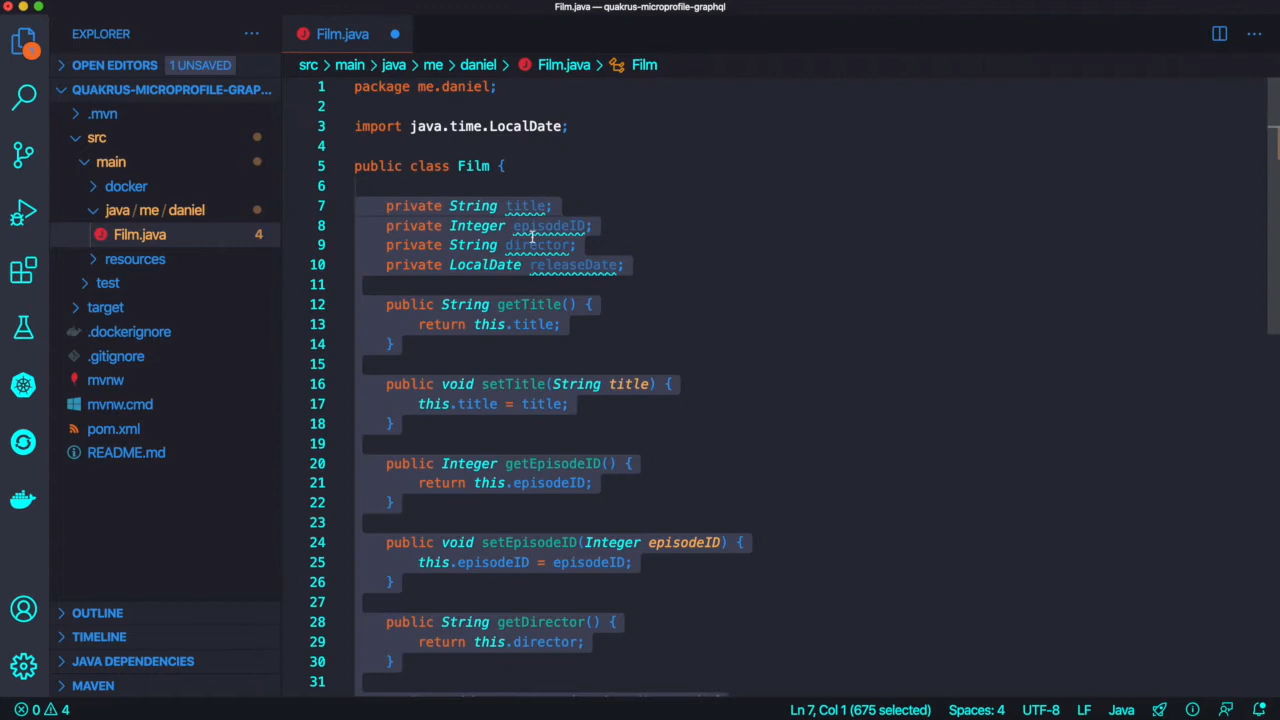 Film.java — quakrus-microprofile-graphql
EXPLORER
OPEN EDITORS 1 UNSAVED
QUAKRUS-MICROPROFILE-GRAP...
.mvn
src
main
docker
java / me / daniel
Film.java 4
resources
test
target
.dockerignore
.gitignore
mvnw
mvnw.cmd
pom.xml
README.md
OUTLINE
TIMELINE
JAVA DEPENDENCIES
MAVEN
Film.java
src > main > java > me > daniel > Film.java > Film
1 package me.daniel;
2
3 import java.time.LocalDate;
4
5 public class Film {
6
7 private String title;
8 private Integer episodeID;
9 private String director;
10 private LocalDate releaseDate;
11
12 public String getTitle() {
13 return this.title;
14 }
15
16 public void setTitle(String title) {
17 this.title = title;
18 }
19
20 public Integer getEpisodeID() {
21 return this.episodeID;
22 }
23
24 public void setEpisodeID(Integer episodeID) {
25 this.episodeID = episodeID;
26 }
27
28 public String getDirector() {
29 return this.director;
30 }
31
0 4
Ln 7, Col 1 (675 selected) Spaces: 4 UTF-8 LF Java